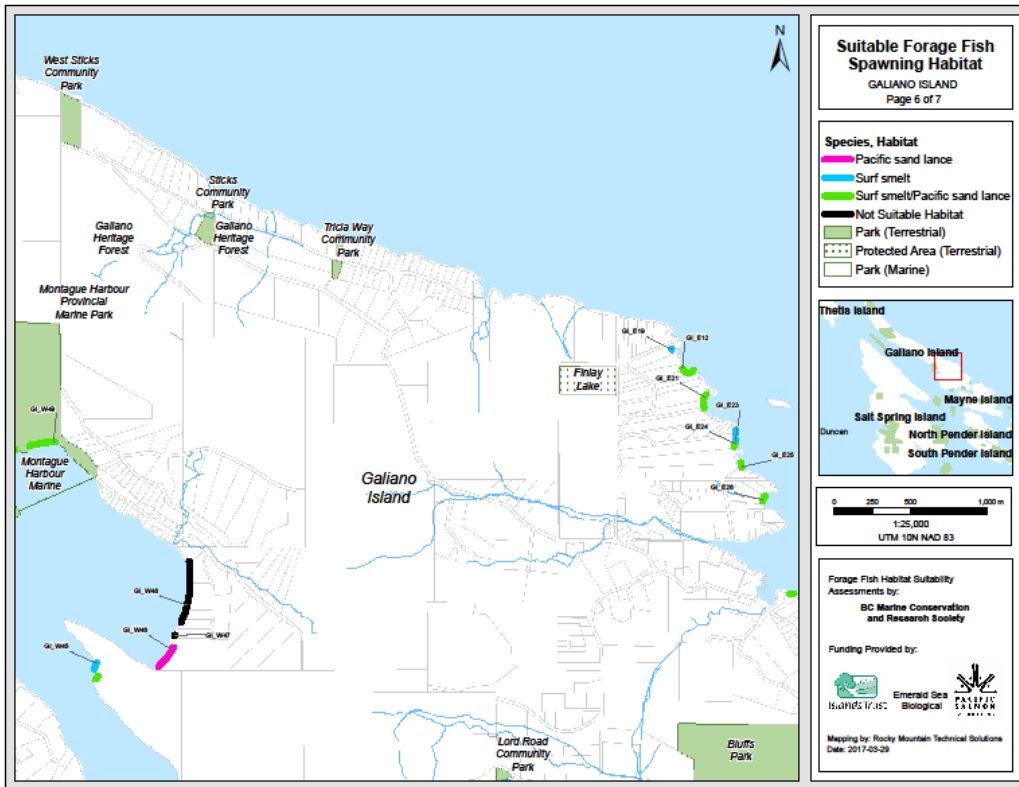 West Sticks
Community
Park
Sticks
Community
Park
Galiano
Heritage
Forest
Galiano
Heritage
Forest
Tricia Way
Community
Park
Montague Harbour
Provincial
Marine Park
GI_W49
Montague
Harbour
Marine
Finlay
Lake
GI_E19
GI_E21
GI_E23
GI_E24
GI_E25
GI_E26
Galiano
Island
GI_W47
GI_W45
Lord Road
Community
Park
Bluffs
Park
N
Suitable Forage Fish
Spawning Habitat
GALIANO ISLAND
Page 6 of 7
Species, Habitat
Pacific sand lance
Surf smelt
Surf smelt/Pacific sand lance
Not Suitable Habitat
Park (Terrestrial)
Protected Area (Terrestrial)
Park (Marine)
Thetis Island
Galiano Island
Mayne Island
Salt Spring Island
Duncan
North Pender Island
South Pender Island
0 250 500 1,000 m
1:25,000
UTM 10N NAD 83
Forage Fish Habitat Suitability
Assessments by:
BC Marine Conservation
and Research Society
Funding Provided by:
Islands Trust
Emerald Sea
Biological
PACIFIC
SALMON
Mapping by: Rocky Mountain Technical Solutions
Date: 2017-03-29